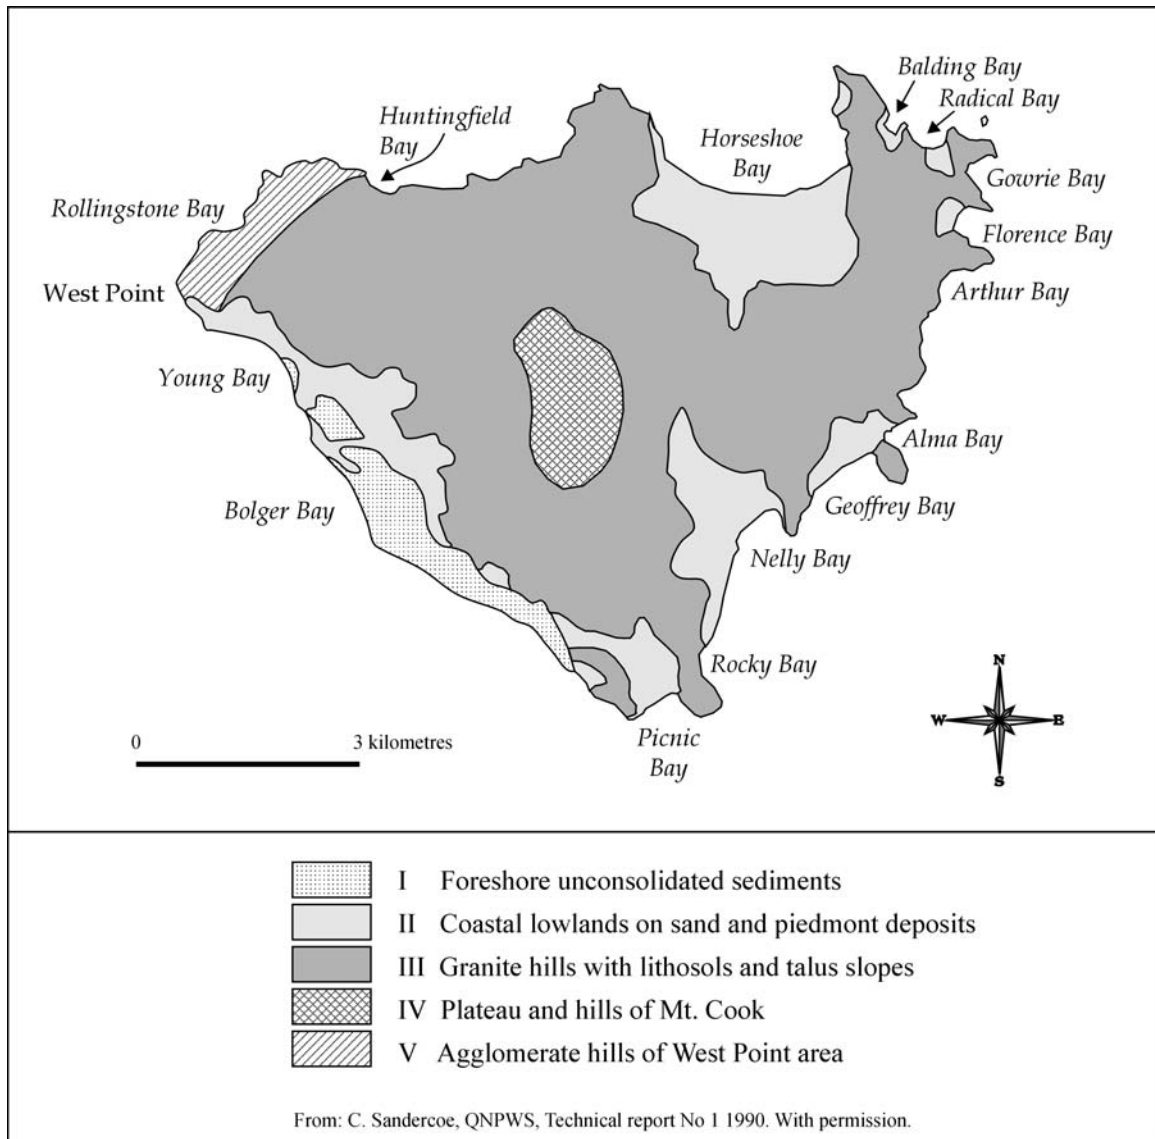 Balding Bay
Radical Bay
Huntingfield
Bay
Horseshoe
Bay
Gowrie Bay
Rollingstone Bay
Florence Bay
West Point
Arthur Bay
Young Bay
Alma Bay
Bolger Bay
Geoffrey Bay
Nelly Bay
Rocky Bay
N
W E
S
0 3 kilometres
Picnic
Bay
I Foreshore unconsolidated sediments
II Coastal lowlands on sand and piedmont deposits
III Granite hills with lithosols and talus slopes
IV Plateau and hills of Mt. Cook
V Agglomerate hills of West Point area
From: C. Sandercoe, QNPWS, Technical report No 1 1990. With permission.